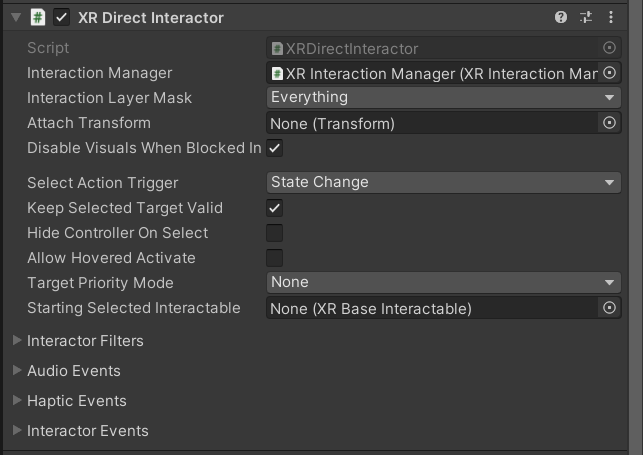 XR Direct Interactor
Script XRDirectInteractor
Interaction Manager XR Interaction Manager (XR Interaction Man
Interaction Layer Mask Everything
Attach Transform None (Transform)
Disable Visuals When Blocked In
Select Action Trigger State Change
Keep Selected Target Valid
Hide Controller On Select
Allow Hovered Activate
Target Priority Mode None
Starting Selected Interactable None (XR Base Interactable)
Interactor Filters
Audio Events
Haptic Events
Interactor Events